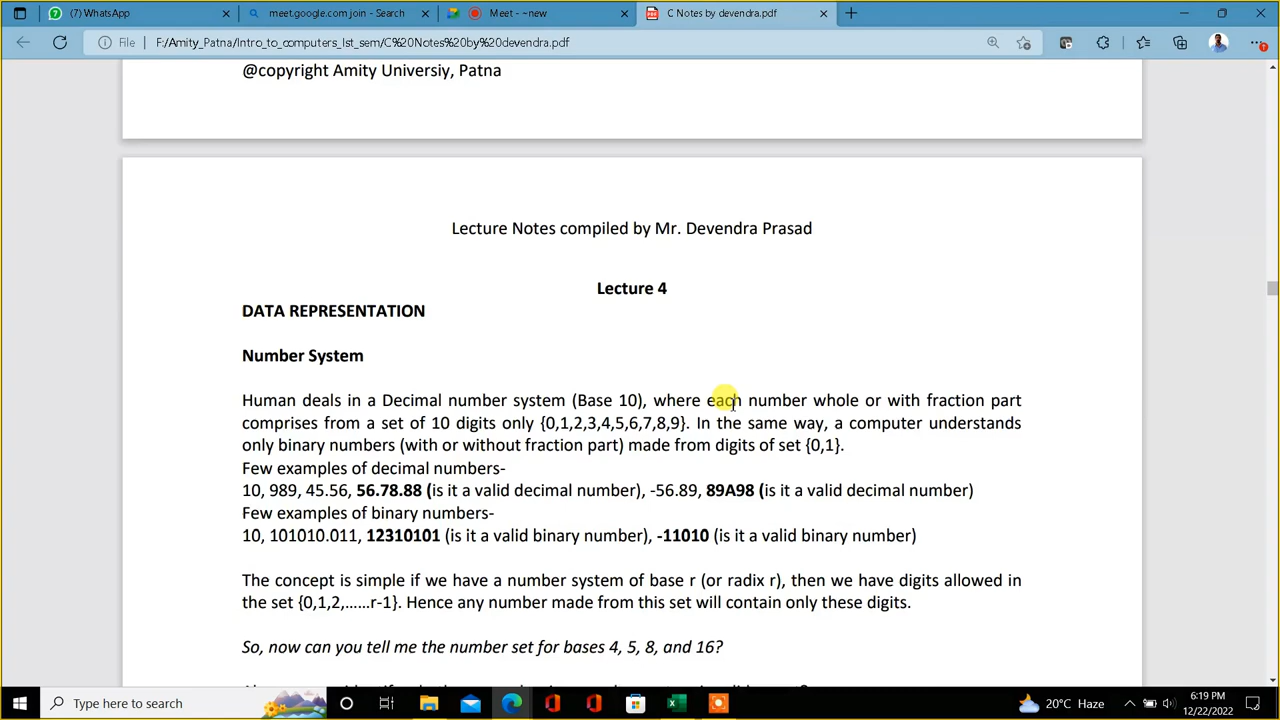 (7) WhatsApp
meet.google.com join - Search
Meet - ~new
C Notes by devendra.pdf
File
F:/Amity_Patna/Intro_to_computers_Ist_sem/C%20Notes%20by%20devendra.pdf
@copyright Amity Universiy, Patna
Lecture Notes compiled by Mr. Devendra Prasad
Lecture 4
DATA REPRESENTATION
Number System
Human deals in a Decimal number system (Base 10), where each number whole or with fraction part
comprises from a set of 10 digits only {0,1,2,3,4,5,6,7,8,9}. In the same way, a computer understands
only binary numbers (with or without fraction part) made from digits of set {0,1}.
Few examples of decimal numbers-
10, 989, 45.56, 56.78.88 (is it a valid decimal number), -56.89, 89A98 (is it a valid decimal number)
Few examples of binary numbers-
10, 101010.011, 12310101 (is it a valid binary number), -11010 (is it a valid binary number)
The concept is simple if we have a number system of base r (or radix r), then we have digits allowed in
the set {0,1,2,......r-1}. Hence any number made from this set will contain only these digits.
So, now can you tell me the number set for bases 4, 5, 8, and 16?
Type here to search
20°C Haze
6:19 PM
12/22/2022